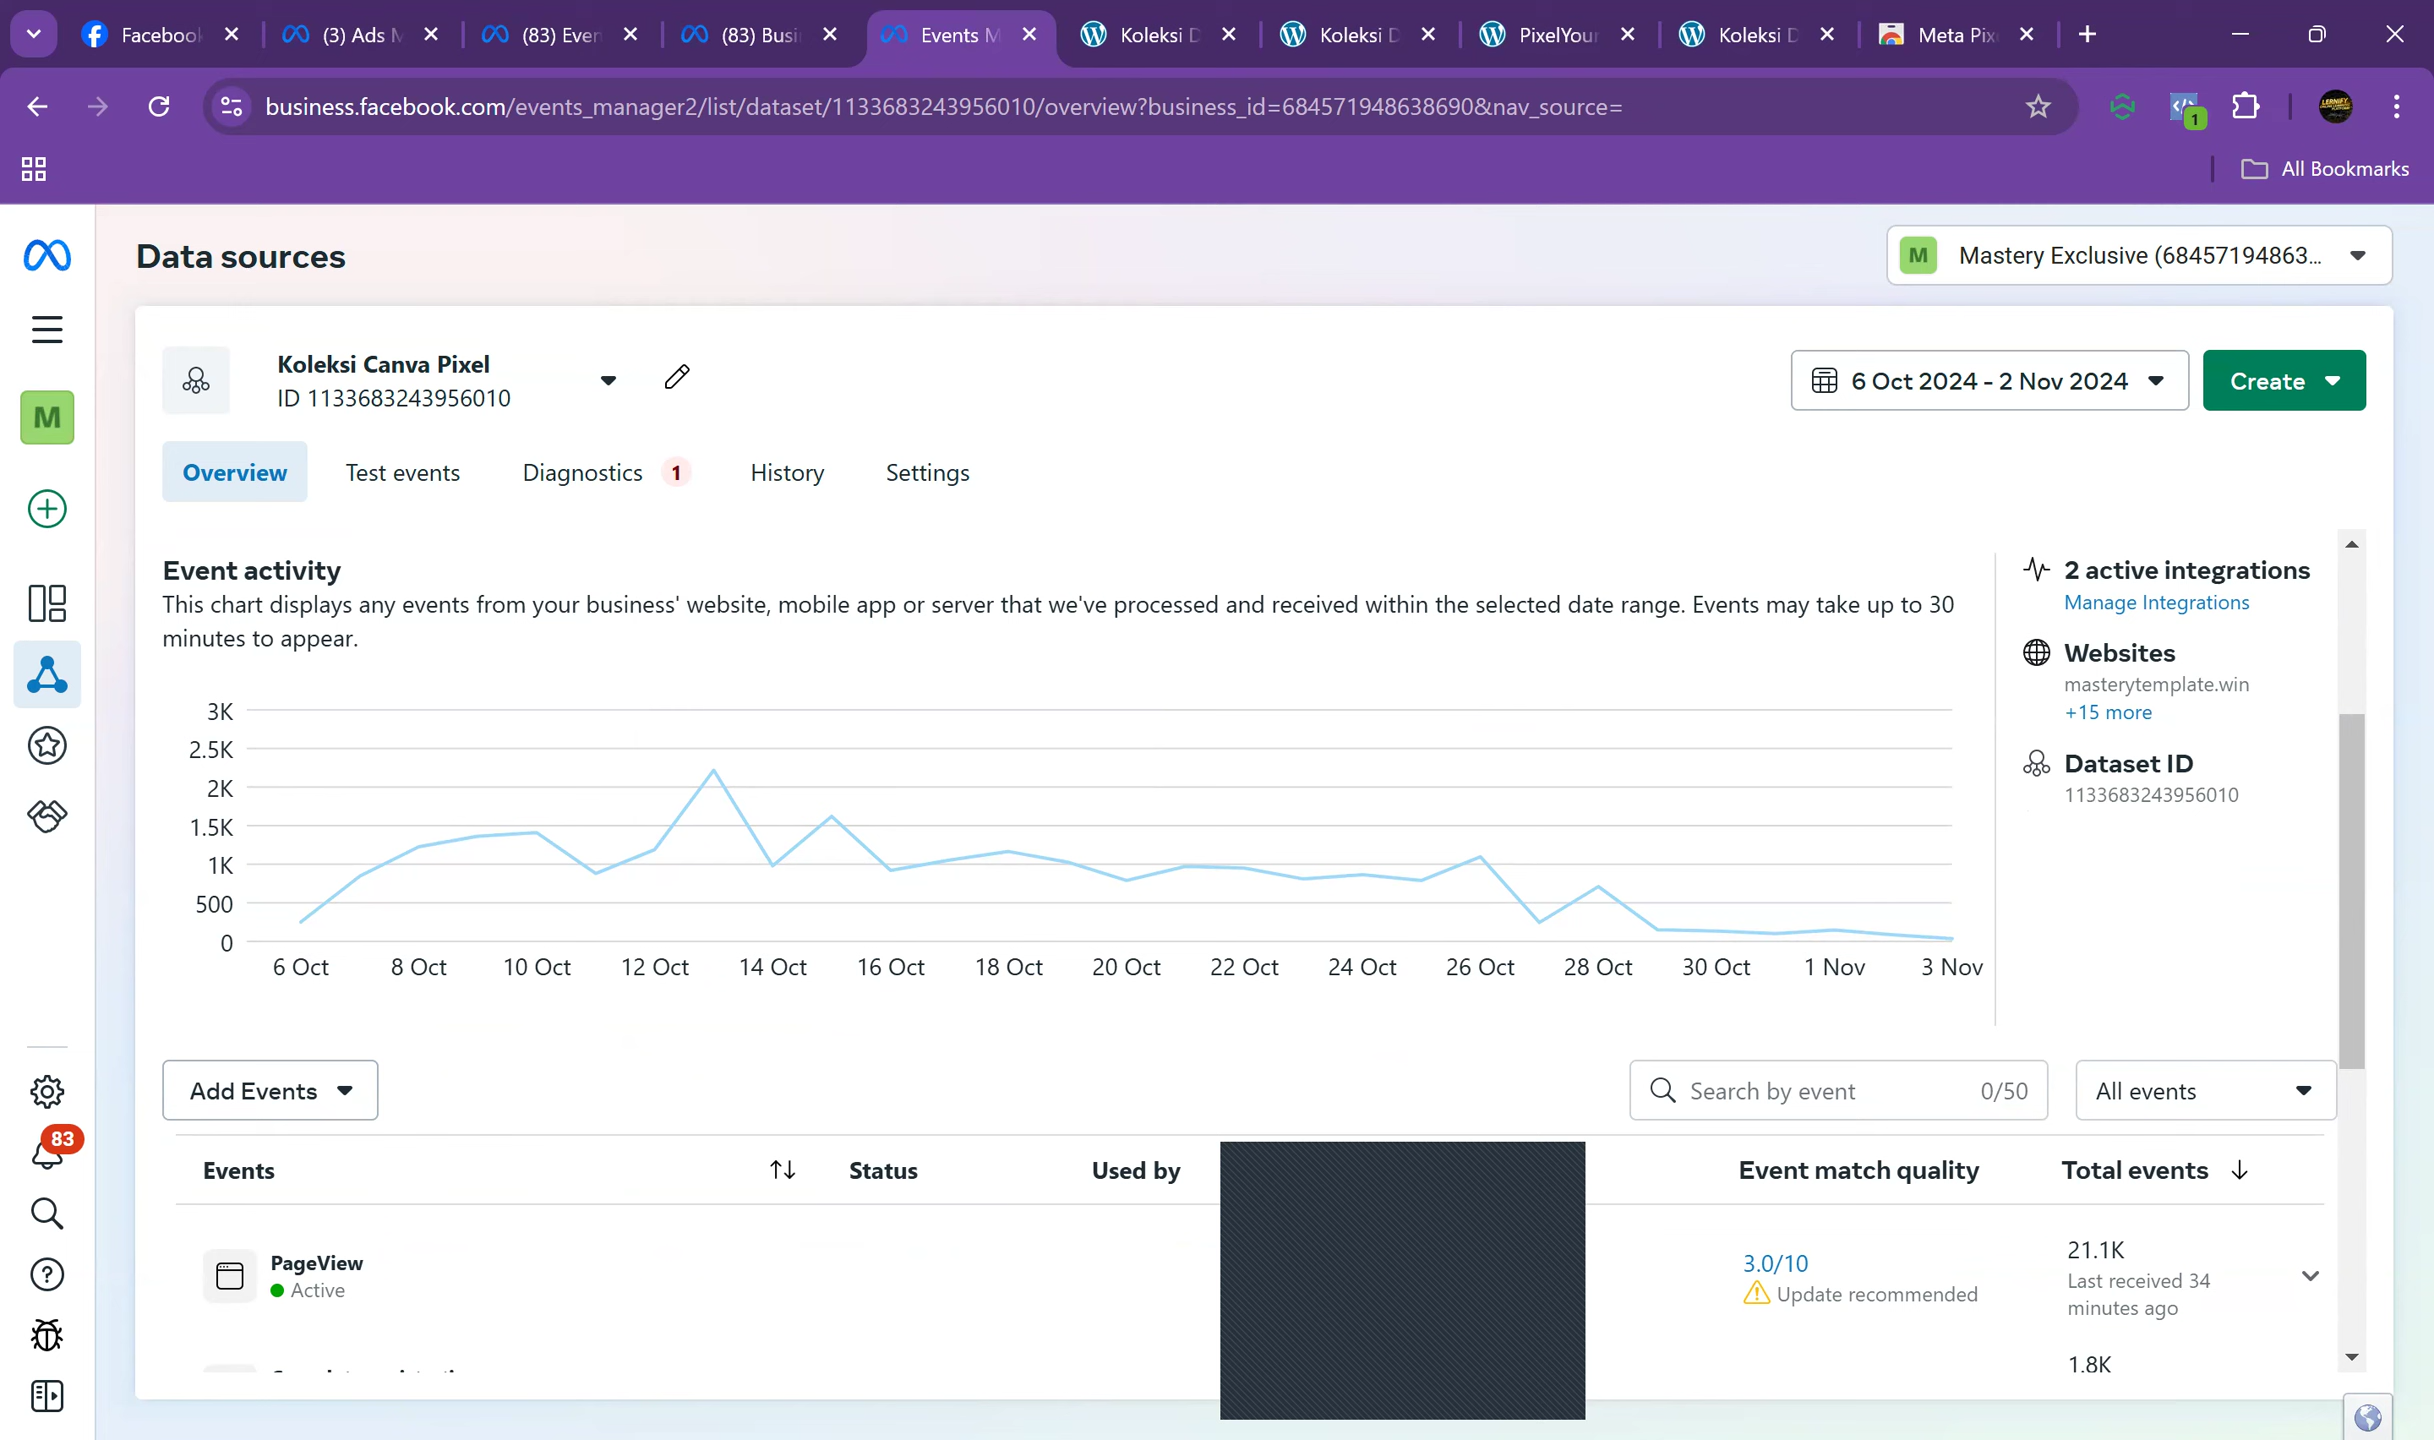 Facebook
(3) Ads M
(83) Even
(83) Busi
Events M
Koleksi D
Koleksi D
PixelYour
Koleksi D
Meta Pix
business.facebook.com/events_manager2/list/dataset/1133683243956010/overview?business_id=684571948638690&nav_source=
1
All Bookmarks
Data sources
M
Mastery Exclusive (68457194863...
Koleksi Canva Pixel
ID 1133683243956010
6 Oct 2024 - 2 Nov 2024
Create
M
Overview
Test events
Diagnostics
1
History
Settings
Event activity
This chart displays any events from your business' website, mobile app or server that we've processed and received within the selected date range. Events may take up to 30
minutes to appear.
2 active integrations
Manage Integrations
Websites
masterytemplate.win
+15 more
Dataset ID
1133683243956010
3K
2.5K
2K
1.5K
1K
500
0
6 Oct
8 Oct
10 Oct
12 Oct
14 Oct
16 Oct
18 Oct
20 Oct
22 Oct
24 Oct
26 Oct
28 Oct
30 Oct
1 Nov
3 Nov
Add Events
Search by event
0/50
All events
83
Events
Status
Used by
Event match quality
Total events
PageView
Active
3.0/10
Update recommended
21.1K
Last received 34
minutes ago
1.8K